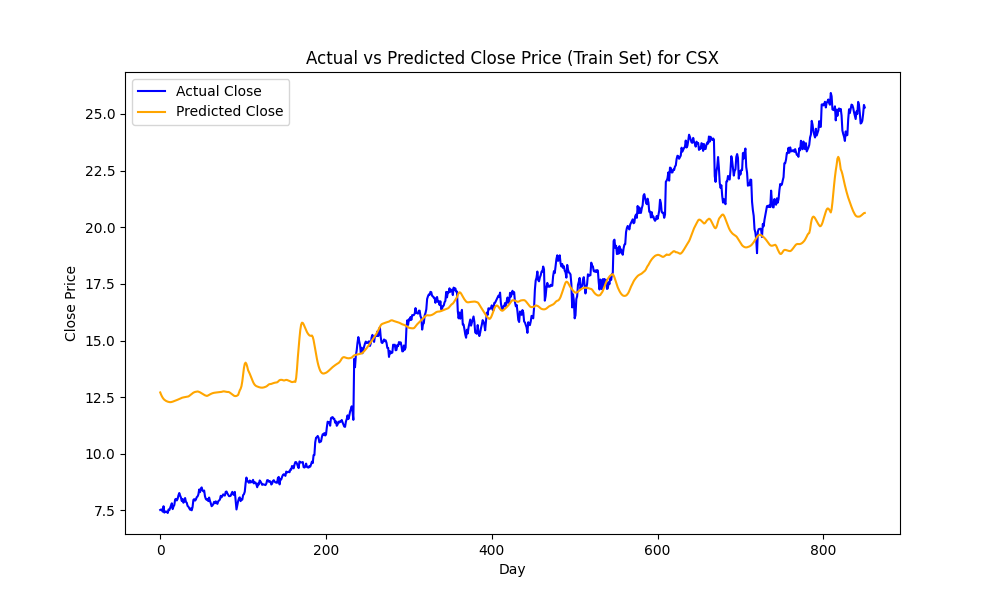 Actual vs Predicted Close Price (Train Set) for CSX
Actual Close
Predicted Close
Close Price
25.0
22.5
20.0
17.5
15.0
12.5
10.0
7.5
0 200 400 600 800
Day